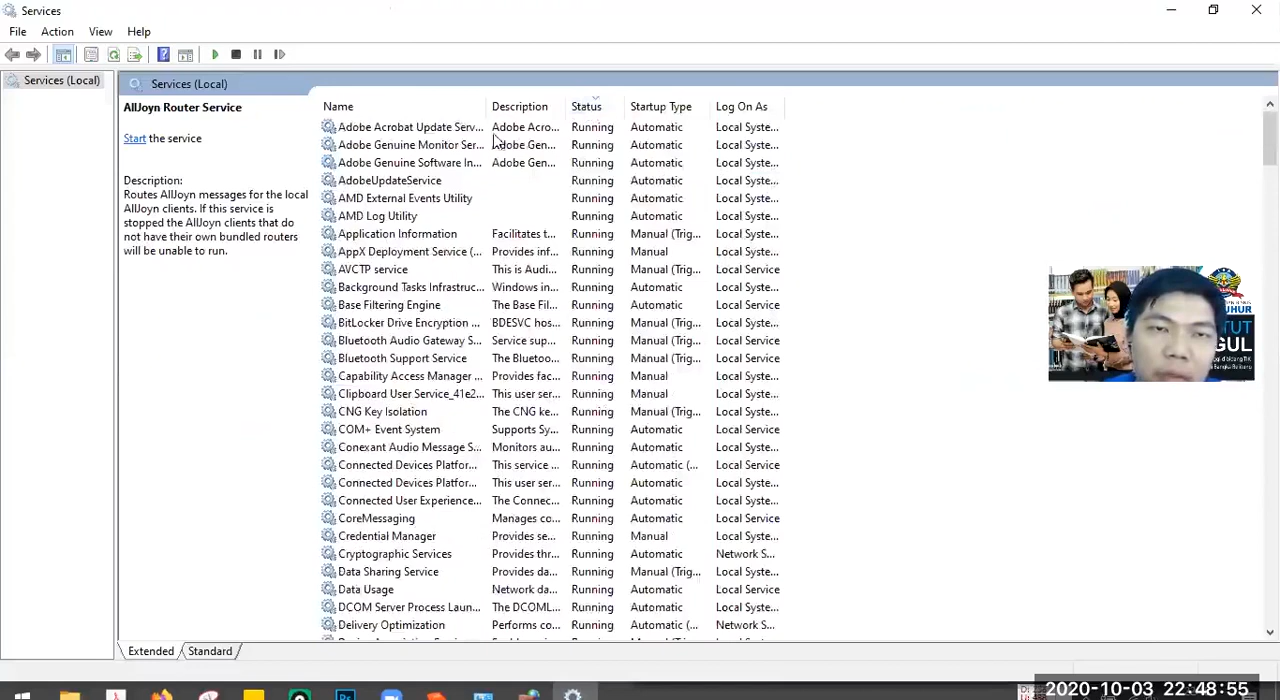 Services
File Action View Help
Services (Local)
Services (Local)
AllJoyn Router Service
Start the service
Description:
Routes AllJoyn messages for the local
AllJoyn clients. If this service is
stopped the AllJoyn clients that do
not have their own bundled routers
will be unable to run.
Name Description Status Startup Type Log On As
Adobe Acrobat Update Serv... Adobe Acro... Running Automatic Local Syste...
Adobe Genuine Monitor Ser... Adobe Gen... Running Automatic Local Syste...
Adobe Genuine Software In... Adobe Gen... Running Automatic Local Syste...
AdobeUpdateService Running Automatic Local Syste...
AMD External Events Utility Running Automatic Local Syste...
AMD Log Utility Running Automatic Local Syste...
Application Information Facilitates t... Running Manual (Trig... Local Syste...
AppX Deployment Service (... Provides inf... Running Manual Local Syste...
AVCTP service This is Audi... Running Manual (Trig... Local Service
Background Tasks Infrastruc... Windows in... Running Automatic Local Syste...
Base Filtering Engine The Base Fil... Running Automatic Local Service
BitLocker Drive Encryption ... BDESVC hos... Running Manual (Trig... Local Syste...
Bluetooth Audio Gateway S... Service sup... Running Manual (Trig... Local Service
Bluetooth Support Service The Bluetoo... Running Manual (Trig... Local Service
Capability Access Manager ... Provides fac... Running Manual Local Syste...
Clipboard User Service_41e2... This user ser... Running Manual Local Syste...
CNG Key Isolation The CNG ke... Running Manual (Trig... Local Syste...
COM+ Event System Supports Sy... Running Automatic Local Service
Conexant Audio Message S... Monitors au... Running Automatic Local Syste...
Connected Devices Platfor... This service ... Running Automatic (... Local Service
Connected Devices Platfor... This user ser... Running Automatic Local Syste...
Connected User Experience... The Connec... Running Automatic Local Syste...
CoreMessaging Manages co... Running Automatic Local Service
Credential Manager Provides se... Running Manual Local Syste...
Cryptographic Services Provides thr... Running Automatic Network S...
Data Sharing Service Provides da... Running Manual (Trig... Local Syste...
Data Usage Network da... Running Automatic Local Service
DCOM Server Process Laun... The DCOML... Running Automatic Local Syste...
Delivery Optimization Performs co... Running Automatic (... Network S...
Extended Standard
UHUR
TUT
GUL
2020-10-03 22:48:55